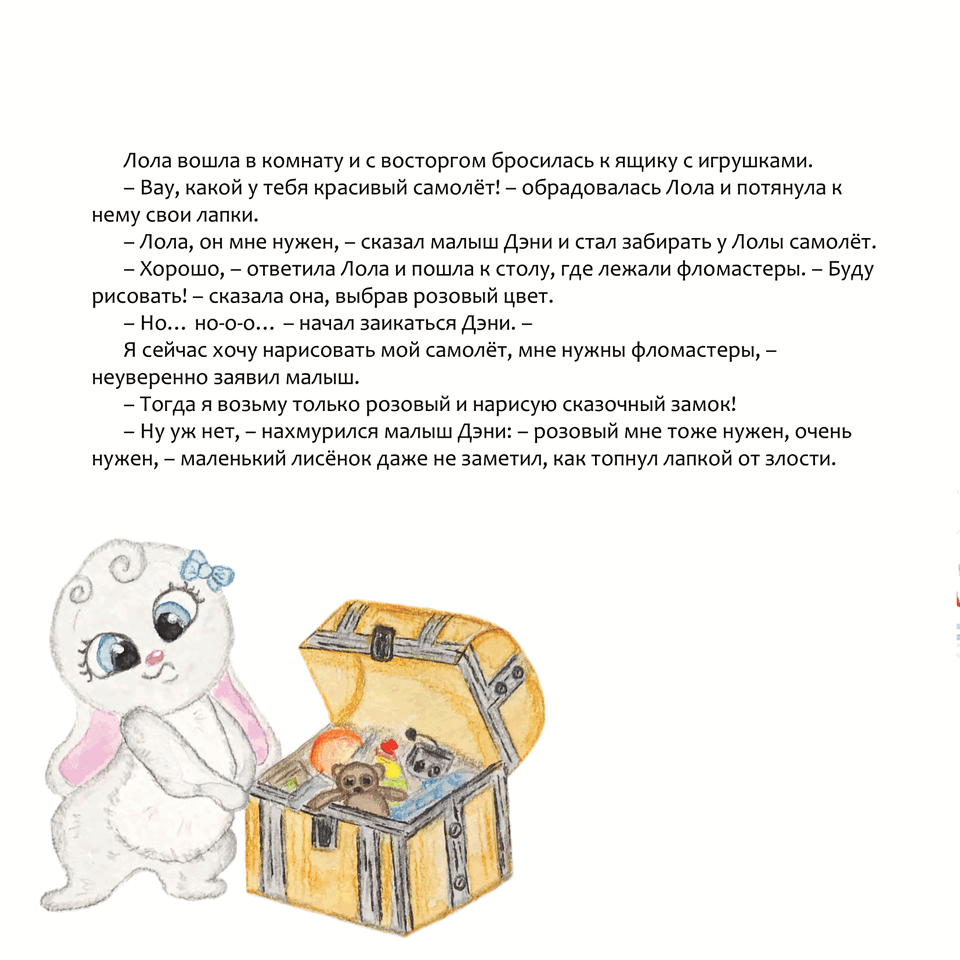 Лола вошла в комнату и с восторгом бросилась к ящику с игрушками.
– Вау, какой у тебя красивый самолёт! – обрадовалась Лола и потянула к
нему свои лапки.
– Лола, он мне нужен, – сказал малыш Дэни и стал забирать у Лолы самолёт.
– Хорошо, – ответила Лола и пошла к столу, где лежали фломастеры. – Буду
рисовать! – сказала она, выбрав розовый цвет.
– Но… но-о-о… – начал заикаться Дэни. –
Я сейчас хочу нарисовать мой самолёт, мне нужны фломастеры, –
неуверенно заявил малыш.
– Тогда я возьму только розовый и нарисую сказочный замок!
– Ну уж нет, – нахмурился малыш Дэни: – розовый мне тоже нужен, очень
нужен, – маленький лисёнок даже не заметил, как топнул лапкой от злости.